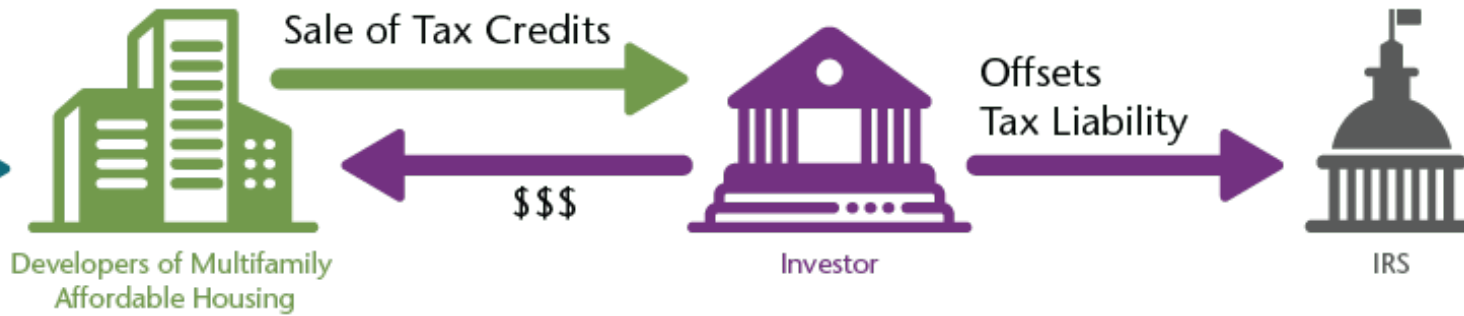 Sale of Tax Credits
$$$
Offsets
Tax Liability
Developers of Multifamily
Affordable Housing
Investor
IRS